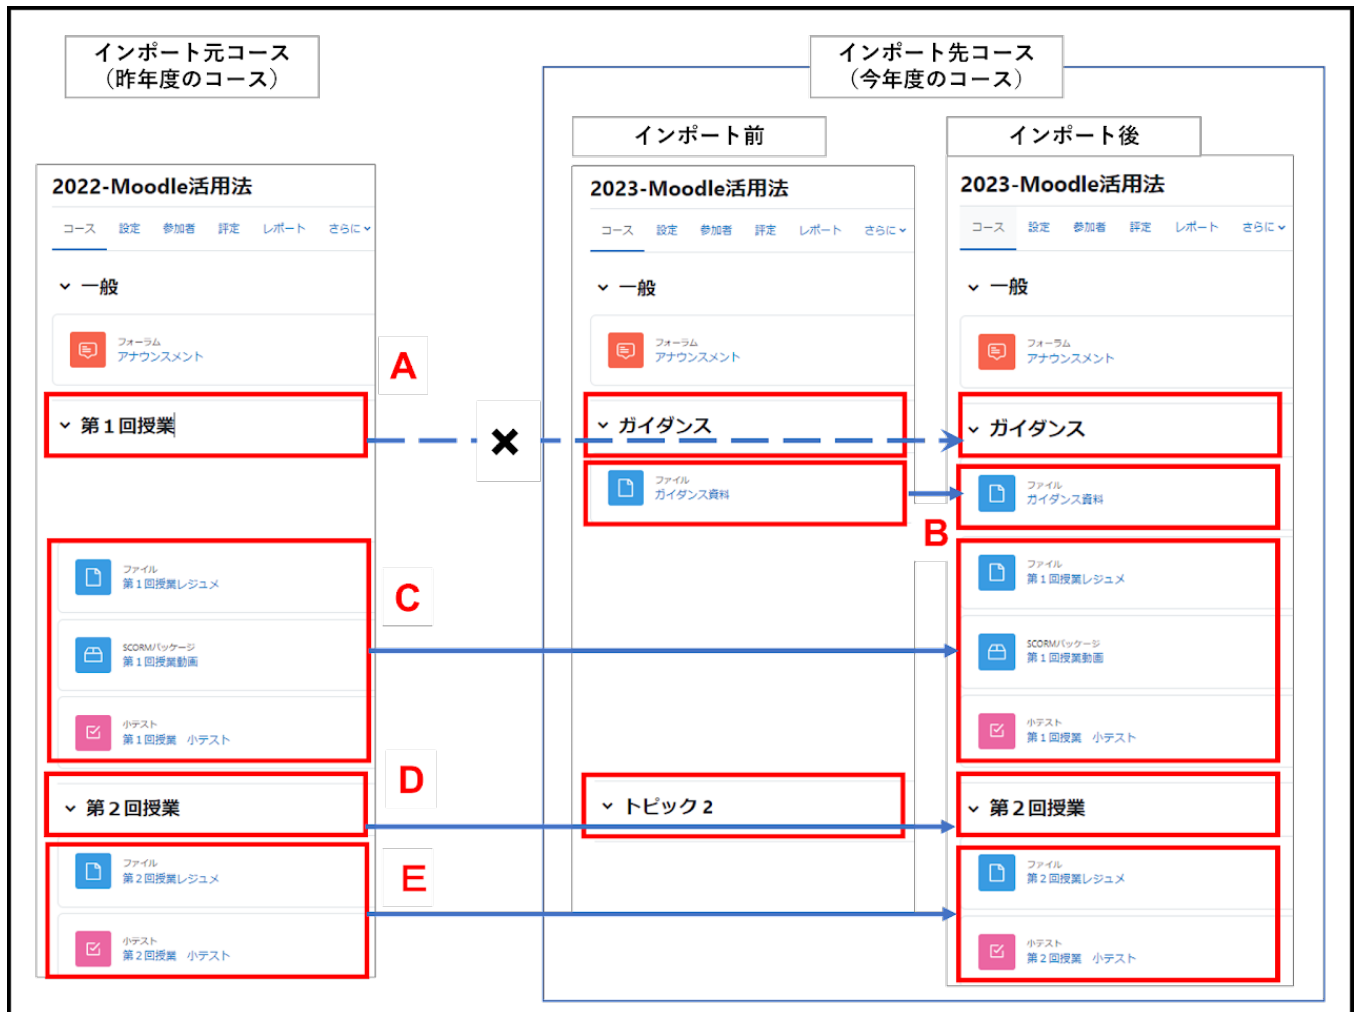 インポート元コース
（昨年度のコース）
インポート先コース
（今年度のコース）
インポート前
インポート後
2022-Moodle活用法
コース 設定 参加者 評定 レポート さらに
一般
フォーラム
アナウンスメント
第１回授業
ファイル
第１回授業レジュメ
SCORMパッケージ
第１回授業動画
小テスト
第１回授業　小テスト
第２回授業
ファイル
第２回授業レジュメ
小テスト
第２回授業　小テスト
A
C
D
E
2023-Moodle活用法
コース 設定 参加者 評定 レポート さらに
一般
フォーラム
アナウンスメント
ガイダンス
ファイル
ガイダンス資料
トピック 2
B
2023-Moodle活用法
コース 設定 参加者 評定 レポート さらに
一般
フォーラム
アナウンスメント
ガイダンス
ファイル
ガイダンス資料
ファイル
第１回授業レジュメ
SCORMパッケージ
第１回授業動画
小テスト
第１回授業　小テスト
第２回授業
ファイル
第２回授業レジュメ
小テスト
第２回授業　小テスト